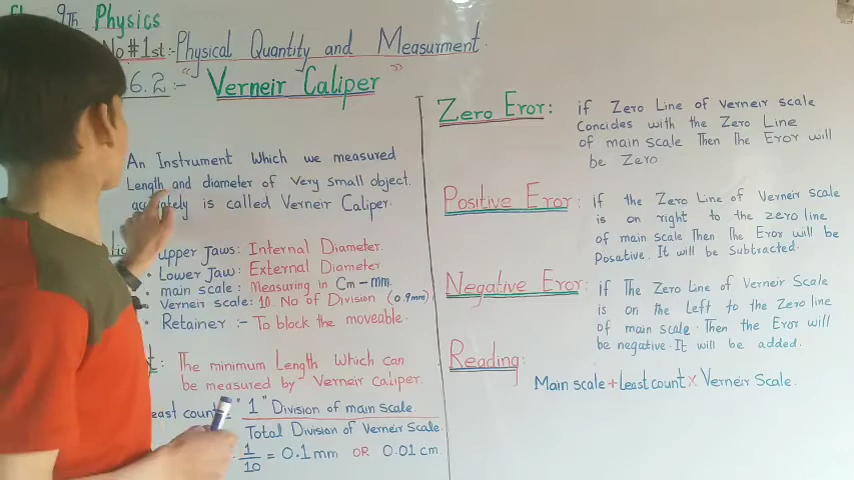 9Th Physics
No # 1st:- Physical Quantity and Measurment.
6.2 :- "Verneir Caliper"
An Instrument Which we measured
Length and diameter of very small object.
is called Verneir Caliper.
upper Jaws: Internal Diameter.
• Lower Jaw: External Diameter
• main scale: Measuring in Cm-mm.
• Verneir scale: 10. No of Division (0.9mm)
• Retainer :- To block the moveable.
The minimum Length Which can
be measured by Verneir caliper.
east count = "1" Division of main Scale.
Total Division of Verneir Scale.
1/10 = 0.1 mm OR 0.01 cm
Zero Eror: if Zero Line of verneir scale
Concides with the Zero Line
of main scale Then The Eror will
be Zero
Positive Eror: if the Zero Line of Verneir scale
is on right to the zero line
of main scale Then The Eror will be
Posative. It will be Subtracted.
Negative Eror: if The Zero Line of Verneir Scale
is on the Left to the Zero line
of main scale. Then the Eror will
be negative. It will be added.
Reading:
Main scale + Least count x Verneir Scale.